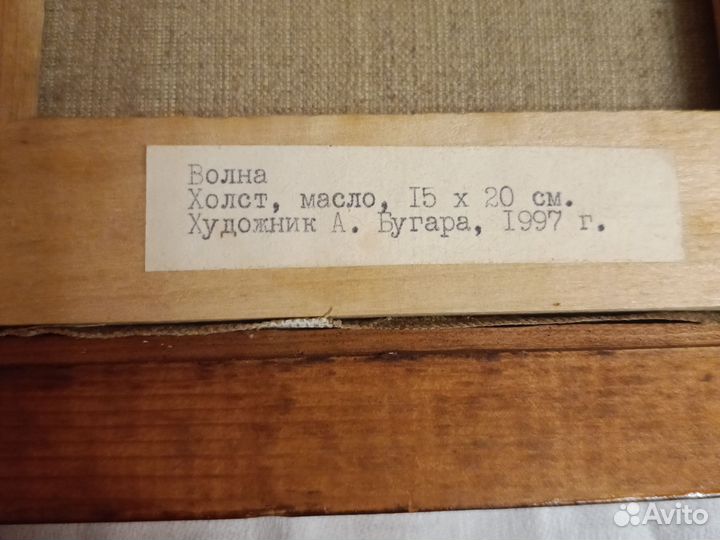 Волна
Холст, масло, I5 х 20 см.
Художник А. Бугара, I997 г.
Avito